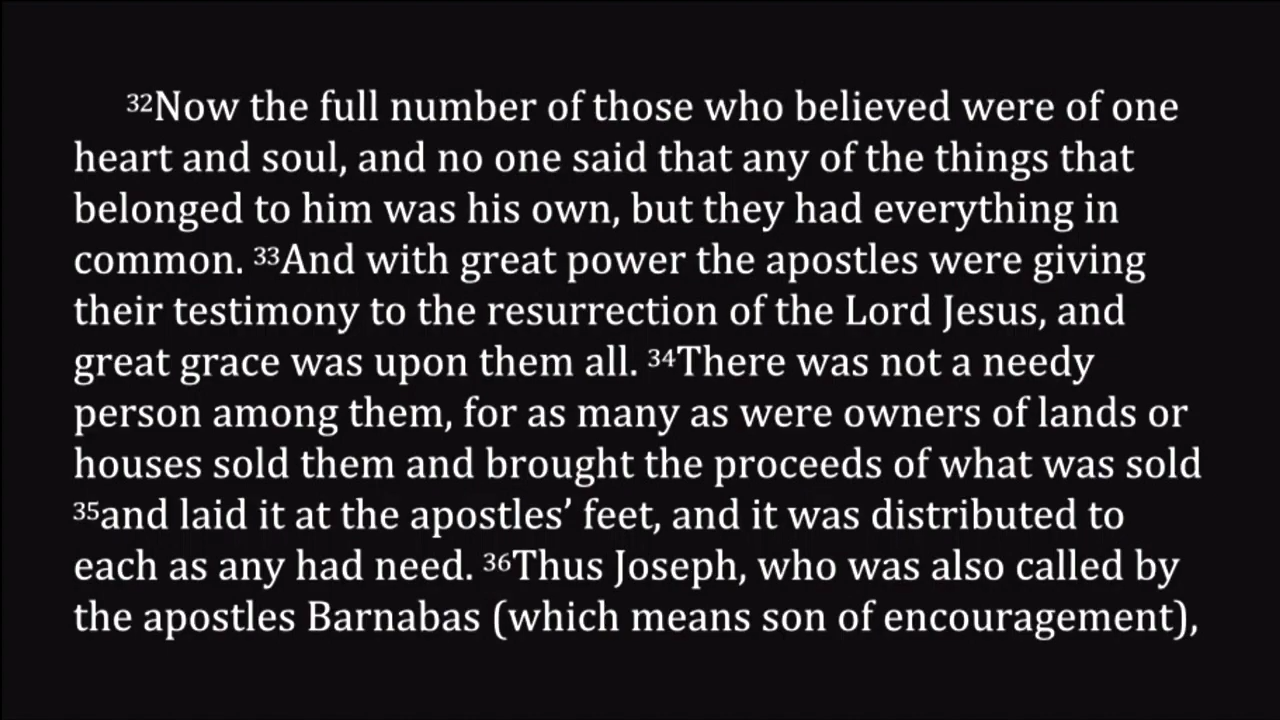 32Now the full number of those who believed were of one
heart and soul, and no one said that any of the things that
belonged to him was his own, but they had everything in
common. 33And with great power the apostles were giving
their testimony to the resurrection of the Lord Jesus, and
great grace was upon them all. 34There was not a needy
person among them, for as many as were owners of lands or
houses sold them and brought the proceeds of what was sold
35and laid it at the apostles’ feet, and it was distributed to
each as any had need. 36Thus Joseph, who was also called by
the apostles Barnabas (which means son of encouragement),